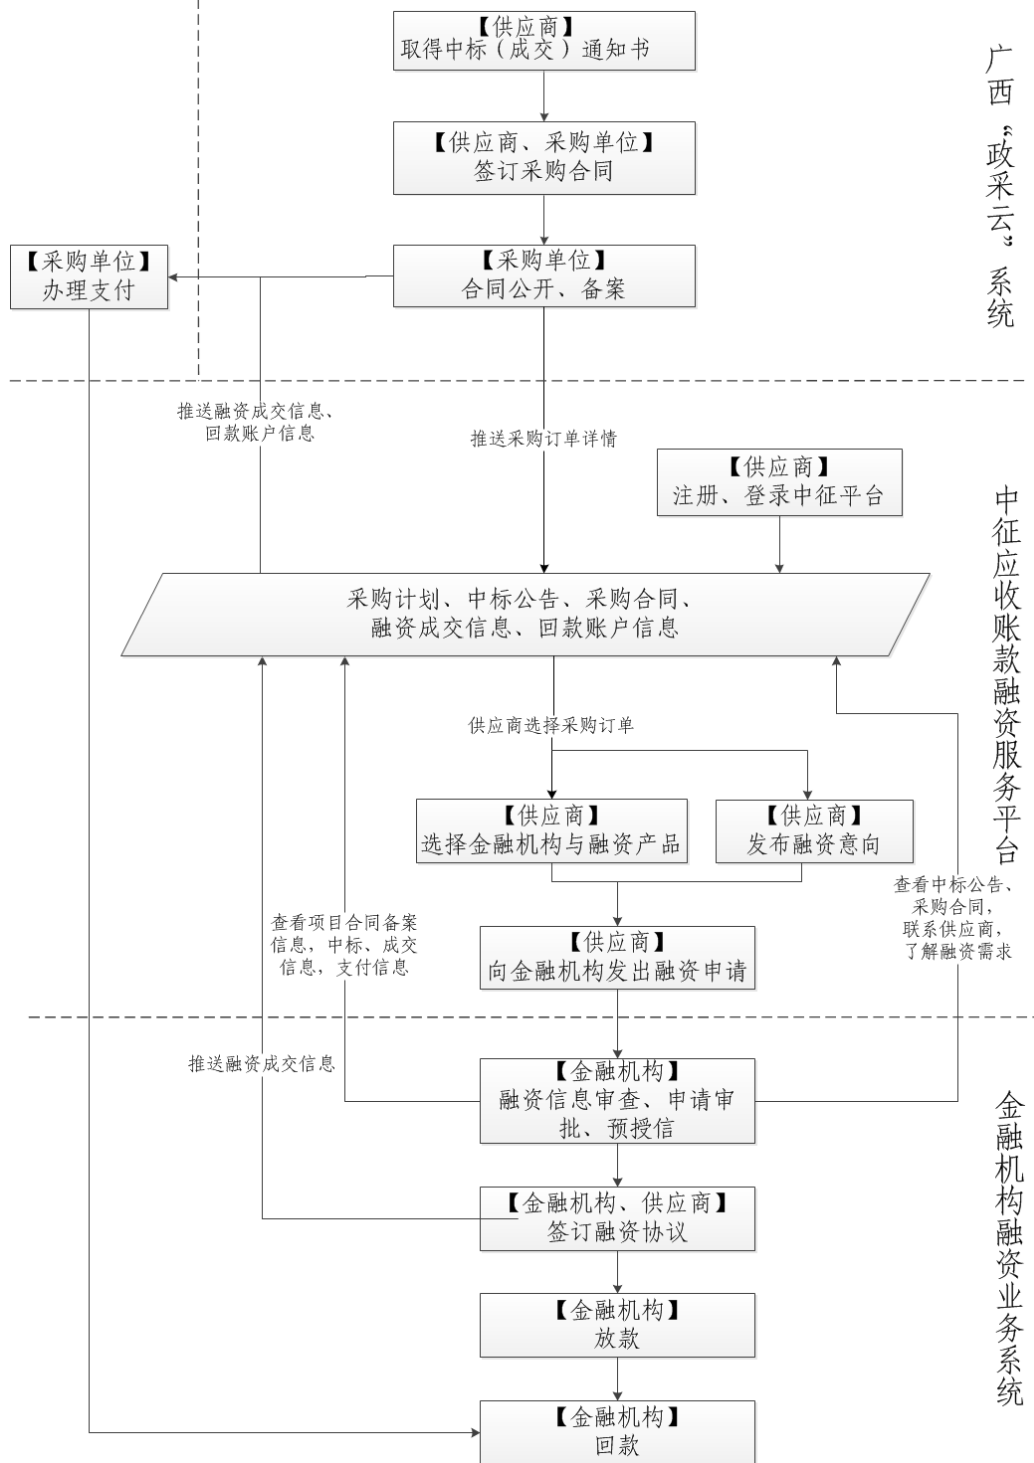 【供应商】
取得中标（成交）通知书
【供应商、采购单位】
签订采购合同
【采购单位】
办理支付
【采购单位】
合同公开、备案
广西“政采云”系统
推送融资成交信息、
回款账户信息
推送采购订单详情
【供应商】
注册、登录中征平台
采购计划、中标公告、采购合同、
融资成交信息、回款账户信息
中征应收账款融资服务平台
供应商选择采购订单
【供应商】
选择金融机构与融资产品
【供应商】
发布融资意向
查看项目合同备案
信息，中标、成交
信息，支付信息
【供应商】
向金融机构发出融资申请
查看中标公告、
采购合同，
联系供应商，
了解融资需求
推送融资成交信息
【金融机构】
融资信息审查、申请审
批、预授信
【金融机构、供应商】
签订融资协议
【金融机构】
放款
【金融机构】
回款
金融机构融资业务系统